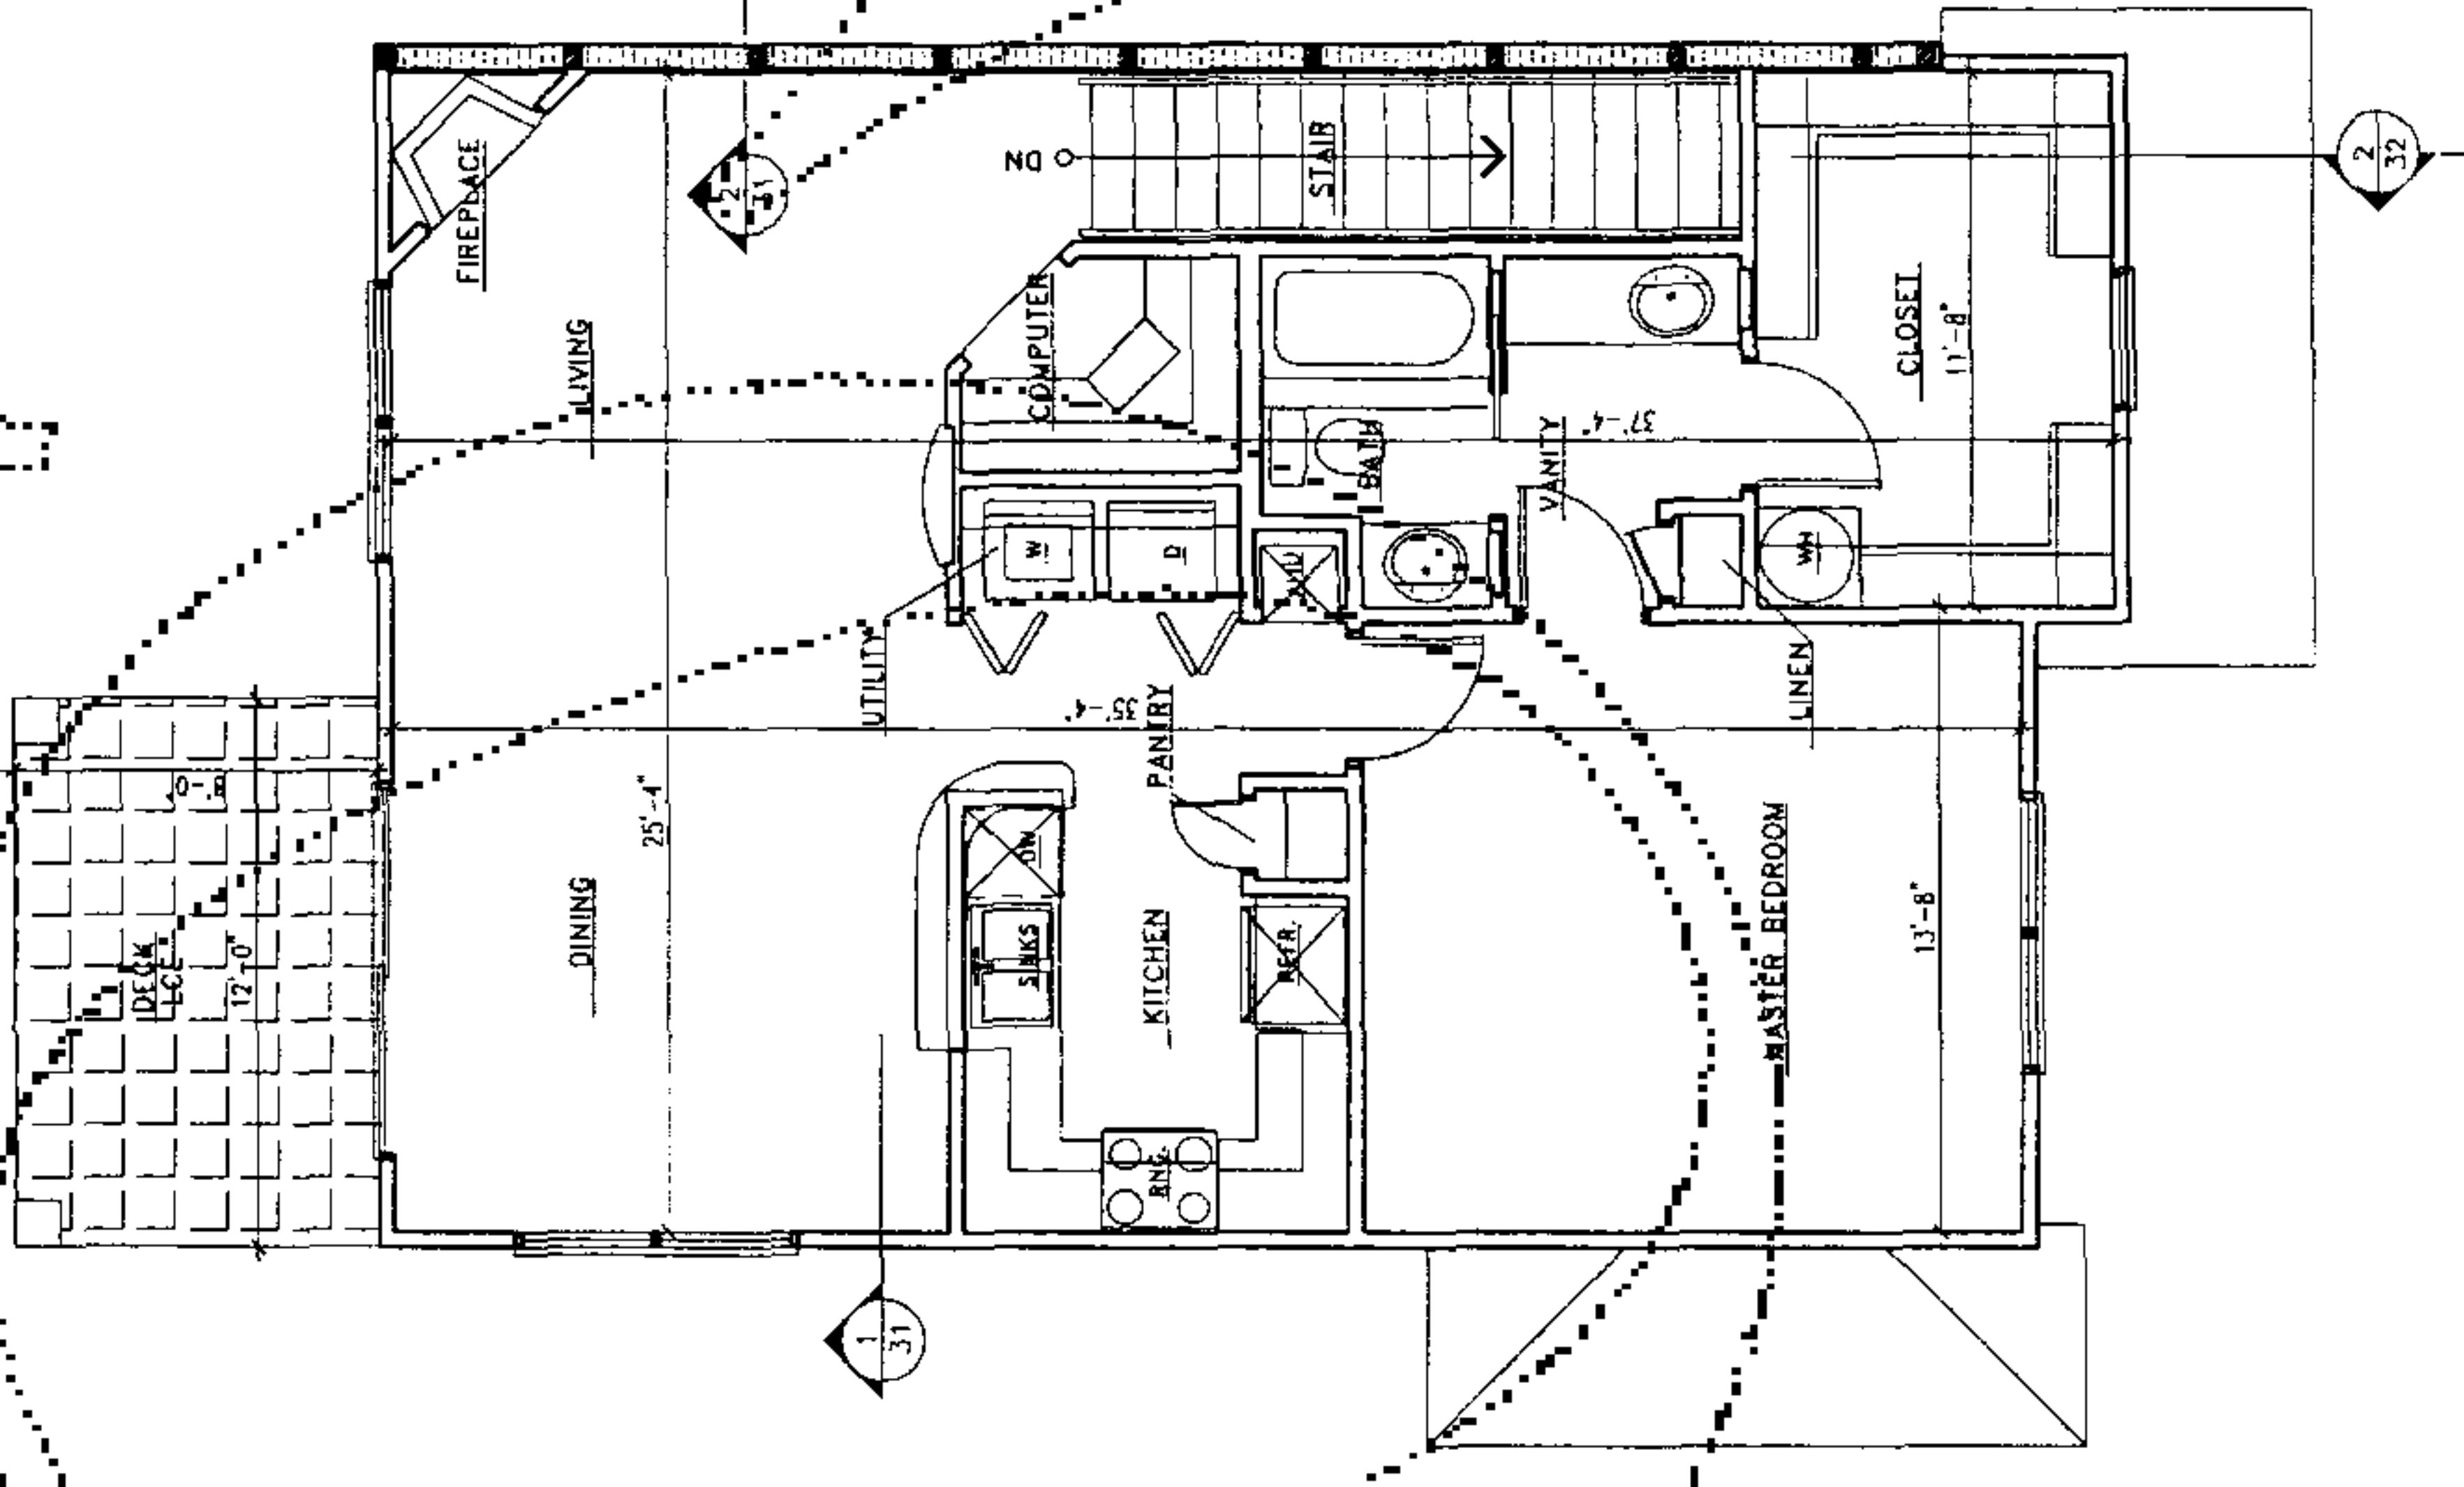 FIREPLACE
2
31
DN
STAIR
2
32
LIVING
COMPUTER
CLOSET
11'-8"
37'-4"
BATH
VANITY
W
D
WH
UTILITY
LINEN
35'-4"
PANTRY
25'-4"
DW
DECK
12'-0"
DINING
SINKS
KITCHEN
REFR.
MASTER BEDROOM
13'-8"
RNG.
1
31